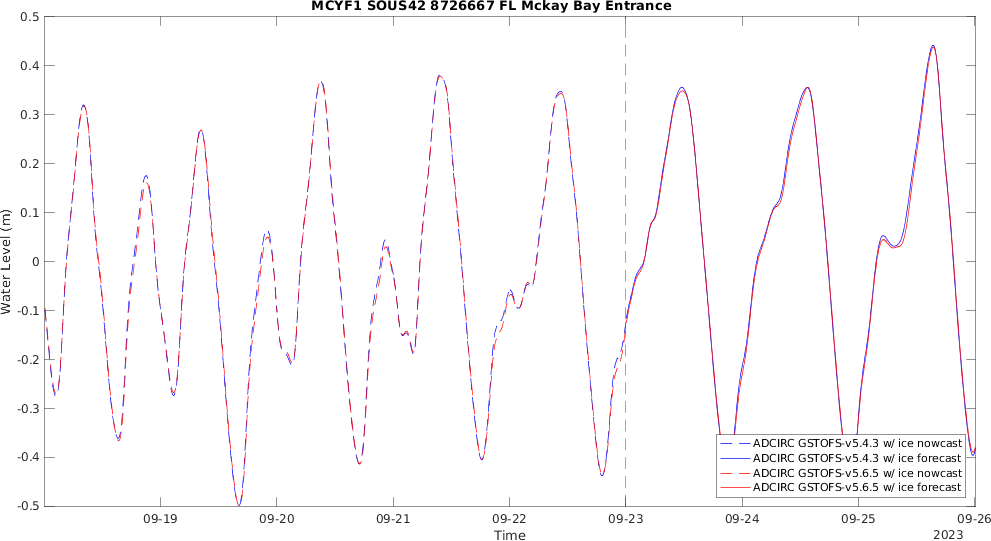 MCYF1 SOUS42 8726667 FL Mckay Bay Entrance
0.5
0.4
0.3
0.2
0.1
0
-0.1
-0.2
-0.3
-0.4
-0.5
Water Level (m)
ADCIRC GSTOFS-v5.4.3 w/ ice nowcast
ADCIRC GSTOFS-v5.4.3 w/ ice forecast
ADCIRC GSTOFS-v5.6.5 w/ ice nowcast
ADCIRC GSTOFS-v5.6.5 w/ ice forecast
09-19 09-20 09-21 09-22 09-23 09-24 09-25 09-26
Time
2023